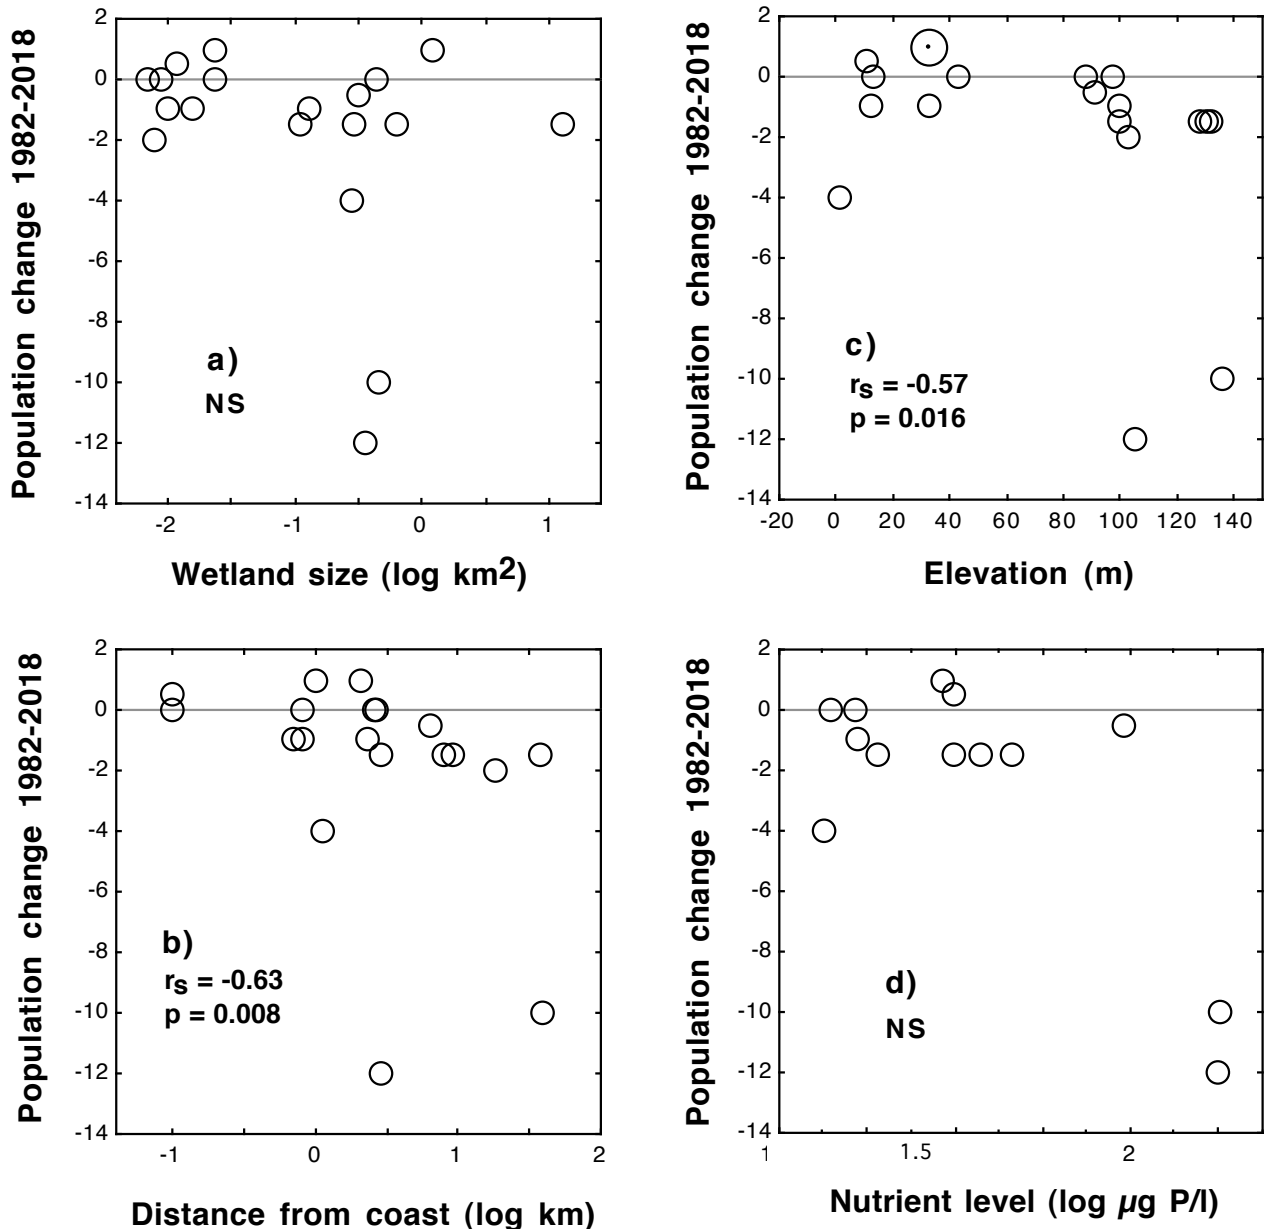 Population change 1982-2018
2
0
-2
-4
-6
-8
-10
-12
-14
a)
NS
-2 -1 0 1
Wetland size (log km2)
Population change 1982-2018
2
0
-2
-4
-6
-8
-10
-12
-14
c)
rs = -0.57
p = 0.016
-20 0 20 40 60 80 100 120 140
Elevation (m)
Population change 1982-2018
2
0
-2
-4
-6
-8
-10
-12
-14
b)
rs = -0.63
p = 0.008
-1 0 1 2
Distance from coast (log km)
Population change 1982-2018
2
0
-2
-4
-6
-8
-10
-12
-14
d)
NS
1 1.5 2
Nutrient level (log µg P/l)